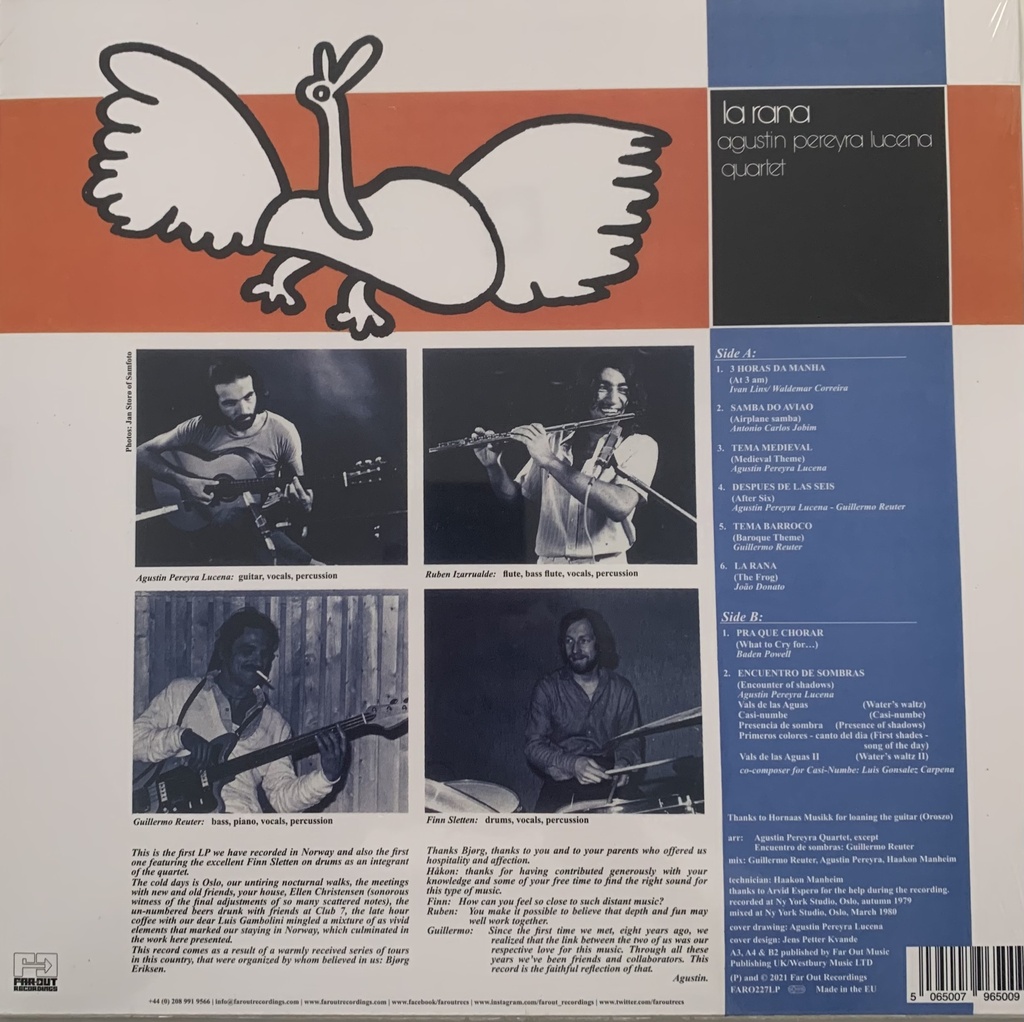 la rana
agustin pereyra lucena
quartet
Photos: Jan Storo of Samfoto
Agustin Pereyra Lucena: guitar, vocals, percussion
Ruben Izarrualde: flute, bass flute, vocals, percussion
Guillermo Reuter: bass, piano, vocals, percussion
Finn Sletten: drums, vocals, percussion
This is the first LP we have recorded in Norway and also the first
one featuring the excellent Finn Sletten on drums as an integrant
of the quartet.
The cold days is Oslo, our untiring nocturnal walks, the meetings
with new and old friends, your house, Ellen Christensen (sonorous
witness of the final adjustments of so many scattered notes), the
un-numbered beers drunk with friends at Club 7, the late hour
coffee with our dear Luis Gambolini mingled a mixture of as vivid
elements that marked our staying in Norway, which culminated in
the work here presented.
This record comes as a result of a warmly received series of tours
in this country, that were organized by whom believed in us: Bjørg
Eriksen.
Thanks Bjørg, thanks to you and to your parents who offered us
hospitality and affection.
Håkon: thanks for having contributed generously with your
knowledge and some of your free time to find the right sound for
this type of music.
Finn: How can you feel so close to such distant music?
Ruben: You make it possible to believe that depth and fun may
well work together.
Guillermo: Since the first time we met, eight years ago, we
realized that the link between the two of us was our
respective love for this music. Through all these
years we've been friends and collaborators. This
record is the faithful reflection of that.
Agustin.
Side A:
1. 3 HORAS DA MANHA
(At 3 am)
Ivan Linx/ Waldemar Correira
2. SAMBA DO AVIAO
(Airplane samba)
Antonio Carlos Jobim
3. TEMA MEDIEVAL
(Medieval Theme)
Agustin Pereyra Lucena
4. DESPUES DE LAS SEIS
(After Six)
Agustin Pereyra Lucena - Guillermo Reuter
5. TEMA BARROCO
(Baroque Theme)
Guillermo Reuter
6. LA RANA
(The Frog)
João Donato
Side B:
1. PRA QUE CHORAR
(What to Cry for...)
Baden Powell
2. ENCUENTRO DE SOMBRAS
(Encounter of shadows)
Agustin Pereyra Lucena
Vals de las Aguas (Water's waltz)
Casi-numbe (Casi-numbe)
Presencia de sombra (Presence of shadows)
Primeros colores - canto del dia (First shades -
song of the day)
Vals de las Aguas II (Water's waltz II)
co-composer for Casi-Numbe: Luis Gonsalez Carpena
Thanks to Hornaas Musikk for loaning the guitar (Oroszo)
arr: Agustin Pereyra Quartet, except
Encuentro de sombras: Guillermo Reuter
mix: Guillermo Reuter, Agustin Pereyra, Haakon Manheim
technician: Haakon Manheim
thanks to Arvid Espero for the help during the recording.
recorded at Ny York Studio, Oslo, autumn 1979
mixed at Ny York Studio, Oslo, March 1980
cover drawing: Agustin Pereyra Lucena
cover design: Jens Petter Kvande
A3, A4 & B2 published by Far Out Music
Publishing UK/Westbury Music LTD
(P) and © 2021 Far Out Recordings
FARO227LP Made in the EU
FAR OUT
RECORDINGS
+44 (0) 208 991 9566 | info@faroutrecordings.com | www.faroutrecordings.com | www.facebook/faroutrecs | www.instagram.com/farout_recordings | www.twitter.com/faroutrecs
5 065007 965009